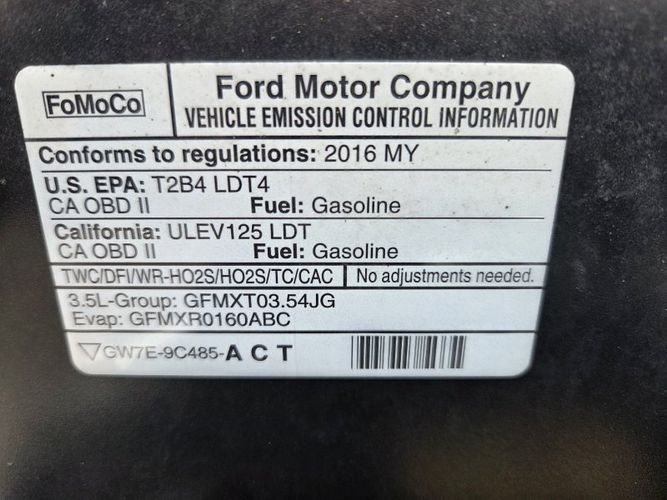 FoMoCo
Ford Motor Company
VEHICLE EMISSION CONTROL INFORMATION
Conforms to regulations: 2016 MY
U.S. EPA: T2B4 LDT4
CA OBD II Fuel: Gasoline
California: ULEV125 LDT
CA OBD II Fuel: Gasoline
TWC/DFI/WR-HO2S/HO2S/TC/CAC No adjustments needed.
3.5L-Group: GFMXT03.54JG
Evap: GFMXR0160ABC
▽GW7E-9C485-A C T